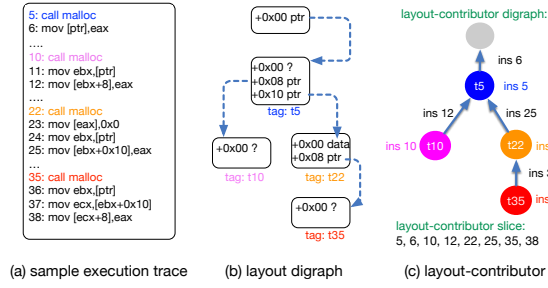 5: call malloc
6: mov [ptr],eax
....
10: call malloc
11: mov ebx,[ptr]
12: mov [ebx+8],eax
....
22: call malloc
23: mov [eax],0x0
24: mov ebx,[ptr]
25: mov [ebx+0x10],eax
...
35: call malloc
36: mov ebx,[ptr]
37: mov ecx,[ebx+0x10]
38: mov [ecx+8],eax
(a) sample execution trace
+0x00 ptr
+0x00 ?
+0x08 ptr
+0x10 ptr
tag: t5
+0x00 ?
tag: t10
+0x00 data
+0x08 ptr
tag: t22
+0x00 ?
tag: t35
(b) layout digraph
layout-contributor digraph:
ins 6
t5
ins 5
ins 12
ins 25
ins 10
t10
t22
ins
ins 3
t35
ins
layout-contributor slice:
5, 6, 10, 12, 22, 25, 35, 38
(c) layout-contributor